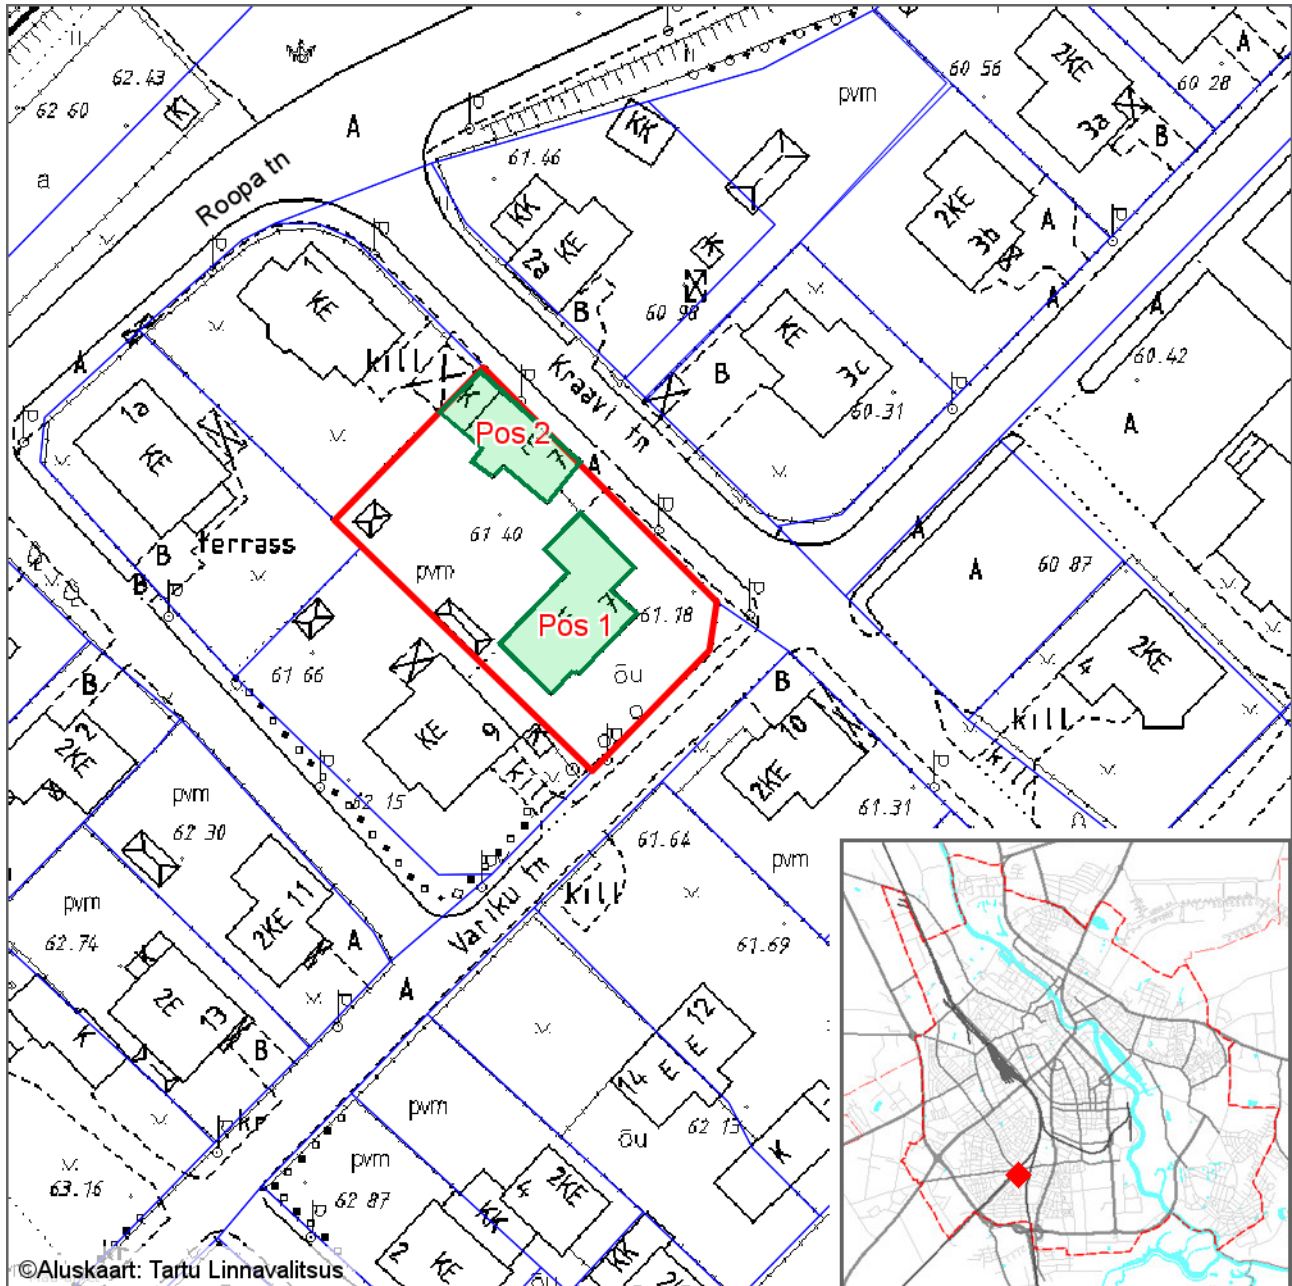 62.43
62 60
K
A
a
Roopa tn
61.46
KK
pvm
60 56
2KE
3a
A
60 28
B
KK
KE
2a
B
60 98
2KE
3b
A
A
A
60.42
1
KE
kill
Kraavi tn
KE
3c
B
60.31
A
A
1a
KE
K
Pos 2
A
terrass
B
B
61 40
pvm
Pos 1
7
61.18
õu
A
A
60 87
61 66
KE
9
K
B
10
2KE
4
2KE
kill
kill
B
2
2KE
pvm
62 30
62 15
61.31
61.64
pvm
pvm
62.74
2KE 11
A
Variku tn
kill
61.69
K
2E
13
B
K
A
12
E
14 E
62 13
K
kr
pvm
õu
pvm
63.16
62 87
4
2KE
KK
2
KE
KK
©Aluskaart: Tartu Linnavalitsus